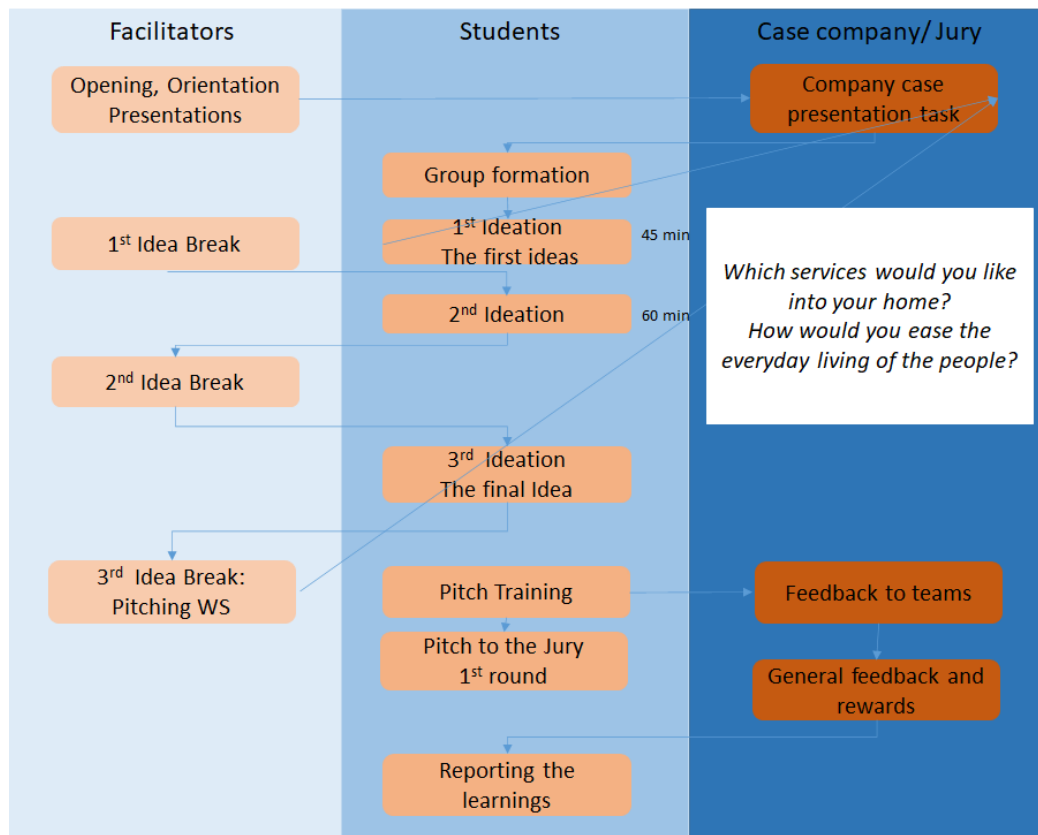 Facilitators
Students
Case company/ Jury
Opening, Orientation
Presentations
Company case
presentation task
Group formation
1st Ideation
The first ideas
45 min
1st Idea Break
Which services would you like
into your home?
How would you ease the
everyday living of the people?
2nd Ideation
60 min
2nd Idea Break
3rd Ideation
The final Idea
3rd Idea Break:
Pitching WS
Pitch Training
Feedback to teams
Pitch to the Jury
1st round
General feedback and
rewards
Reporting the
learnings